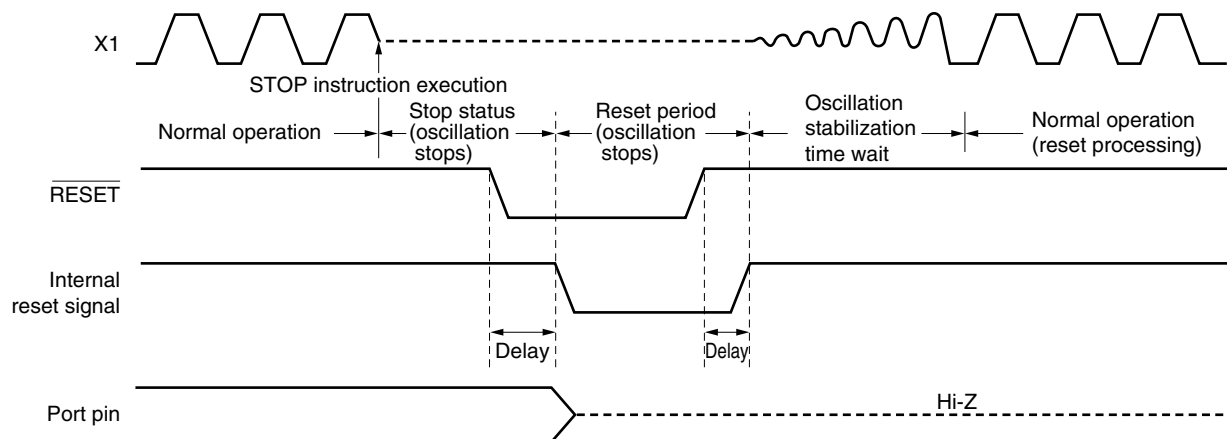 X1
STOP instruction execution
Normal operation
Stop status
(oscillation
stops)
Reset period
(oscillation
stops)
Oscillation
stabilization
time wait
Normal operation
(reset processing)
RESET
Internal
reset signal
Delay
Delay
Port pin
Hi-Z